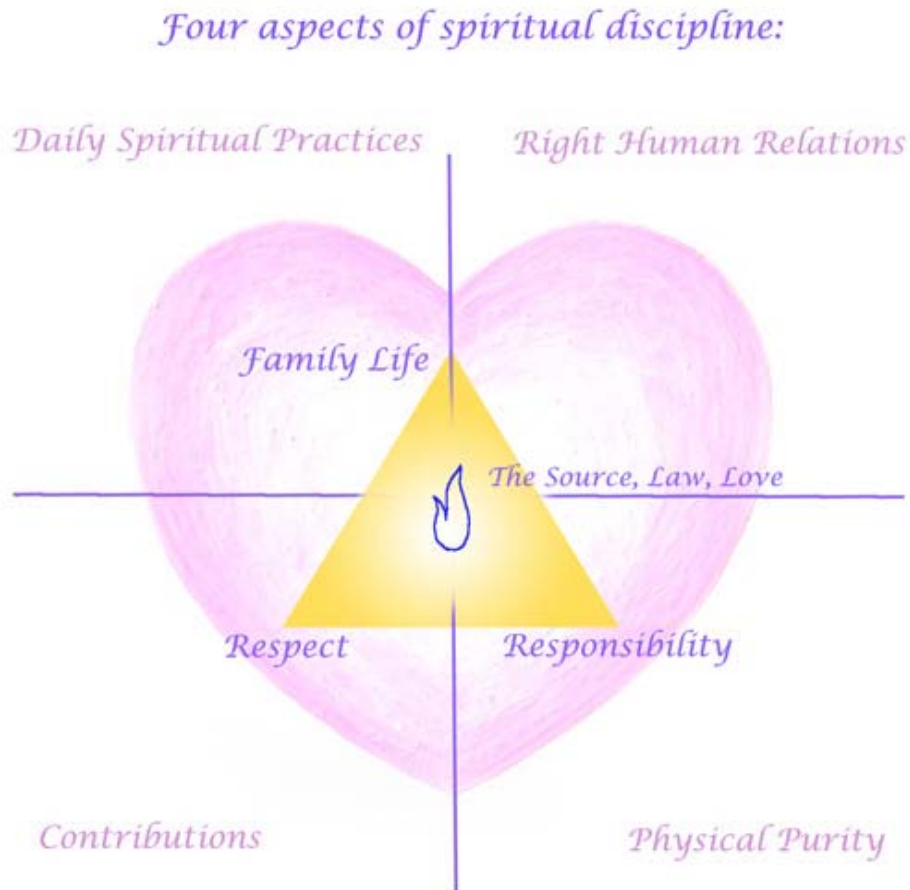 Four aspects of spiritual discipline:
Daily Spiritual Practices
Right Human Relations
Family Life
The Source, Law, Love
Respect
Responsibility
Contributions
Physical Purity